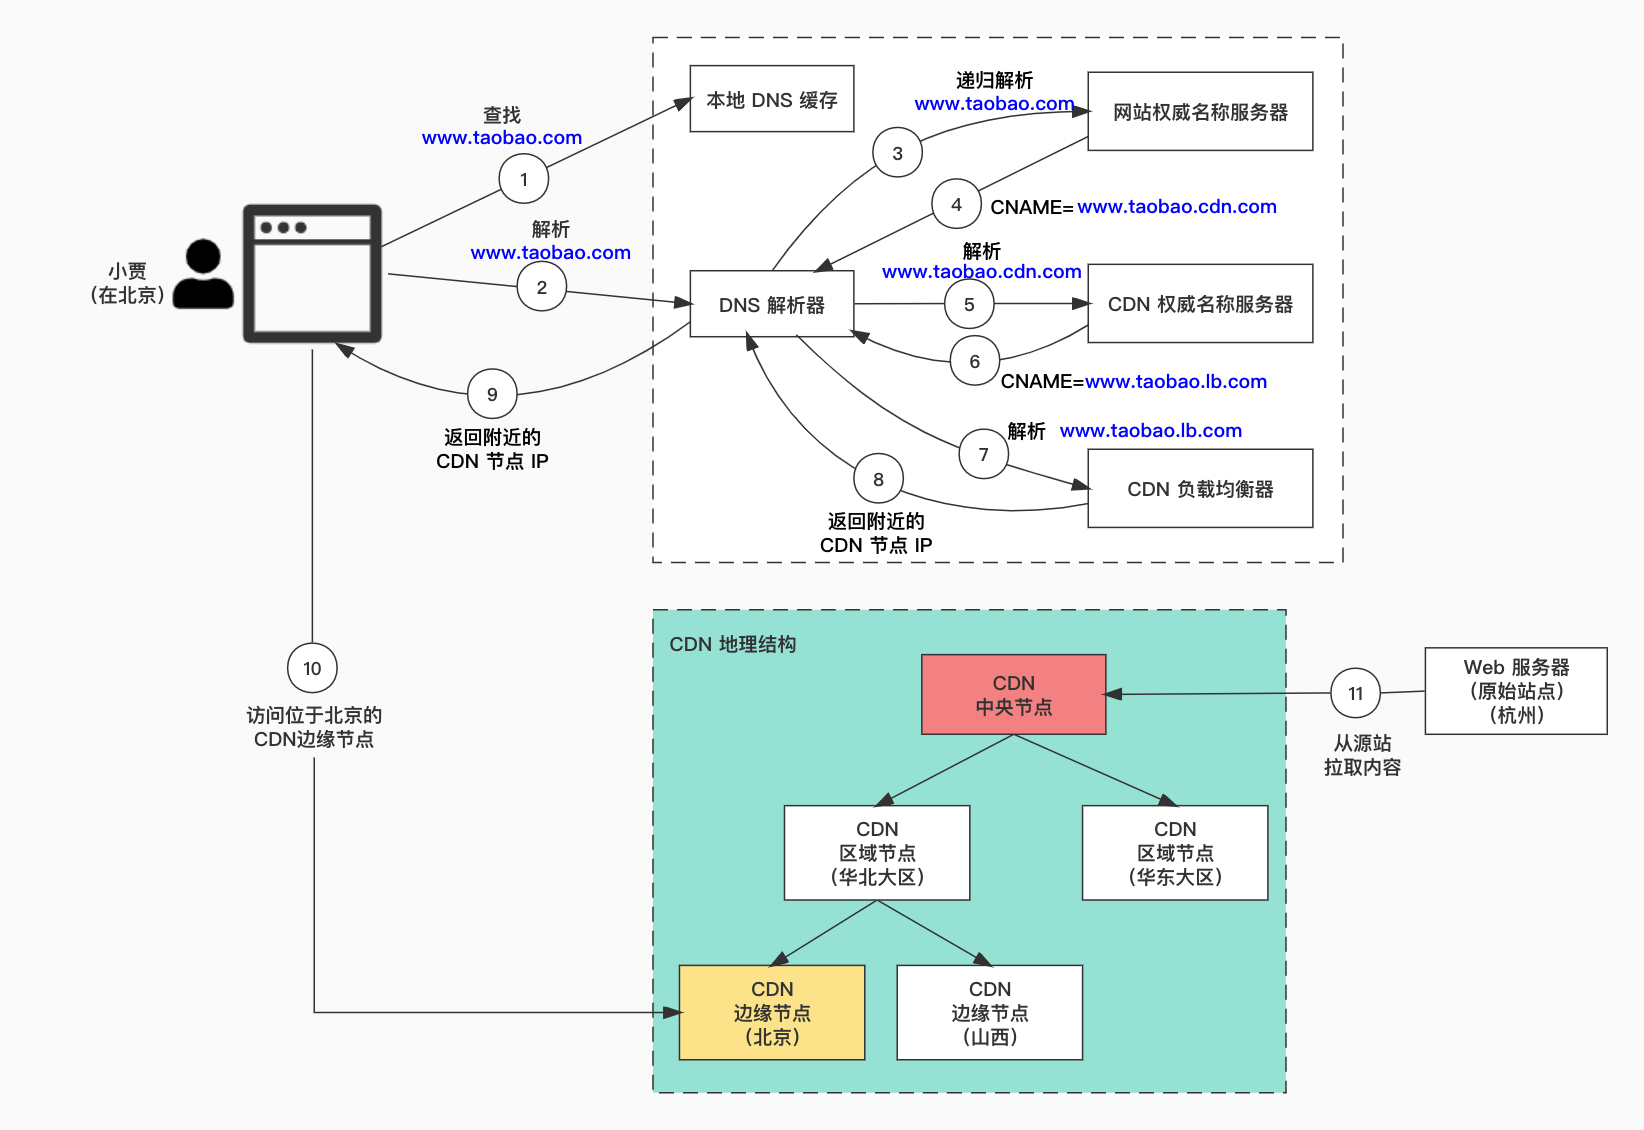 本地 DNS 缓存
递归解析
www.taobao.com
网站权威名称服务器
查找
www.taobao.com
1
3
4
CNAME=www.taobao.cdn.com
解析
www.taobao.com
2
解析
www.taobao.cdn.com
小贾
(在北京)
DNS 解析器
5
CDN 权威名称服务器
6
CNAME=www.taobao.lb.com
9
返回附近的
CDN 节点 IP
解析 www.taobao.lb.com
7
8
CDN 负载均衡器
返回附近的
CDN 节点 IP
10
访问位于北京的
CDN边缘节点
CDN 地理结构
CDN
中央节点
11
从源站
拉取内容
Web 服务器
(原始站点)
(杭州)
CDN
区域节点
(华北大区)
CDN
区域节点
(华东大区)
CDN
边缘节点
(北京)
CDN
边缘节点
(山西)